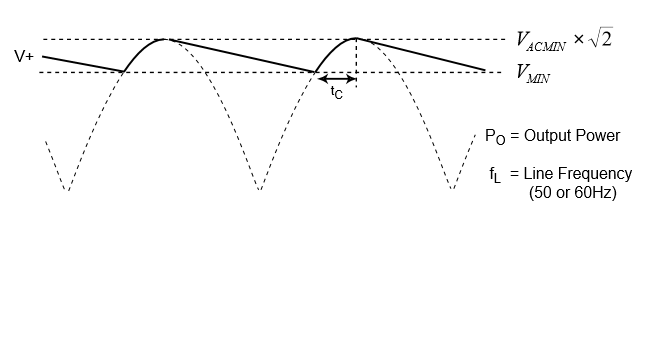 V_ACMIN × √2
V+
V_MIN
t_C
P_O = Output Power
f_L = Line Frequency
(50 or 60Hz)